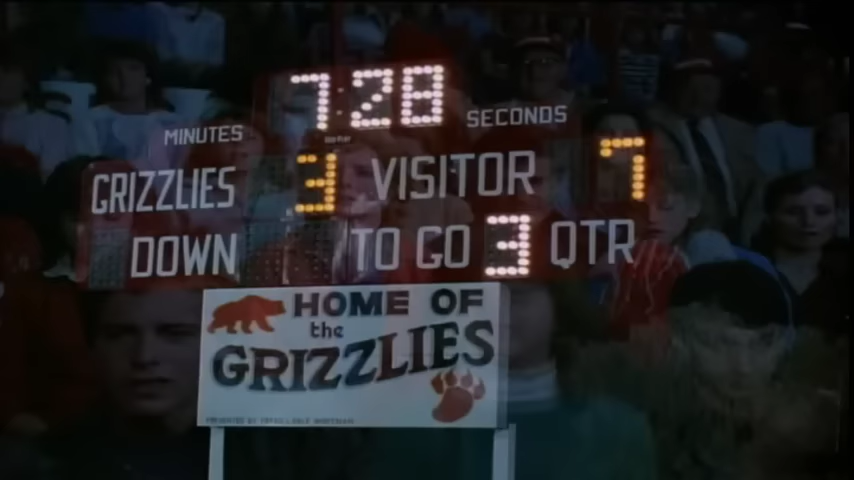 7:28
MINUTES SECONDS
GRIZZLIES 3 VISITOR 7
DOWN TO GO 3 QTR
HOME OF
the
GRIZZLIES